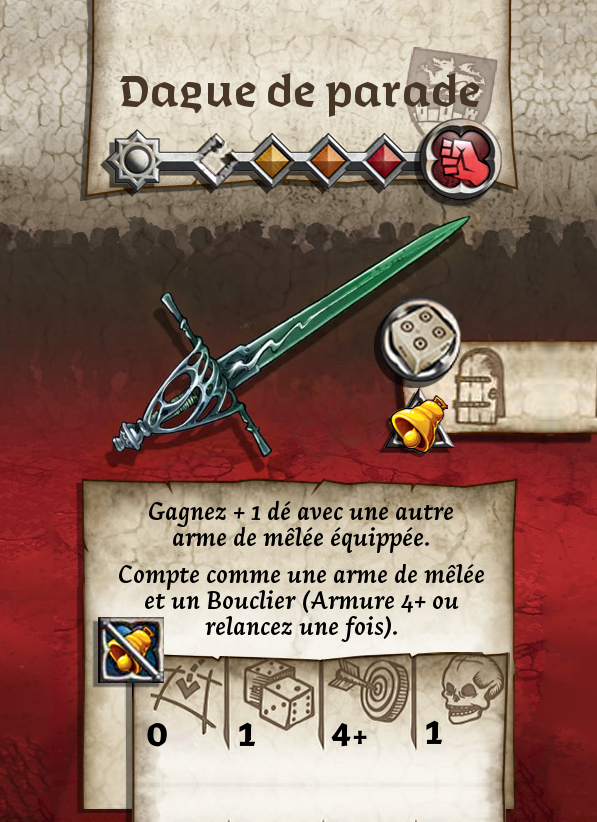 Dague de parade
Gagnez + 1 dé avec une autre
arme de mêlée équippée.
Compte comme une arme de mêlée
et un Bouclier (Armure 4+ ou
relancez une fois).
0 1 4+ 1